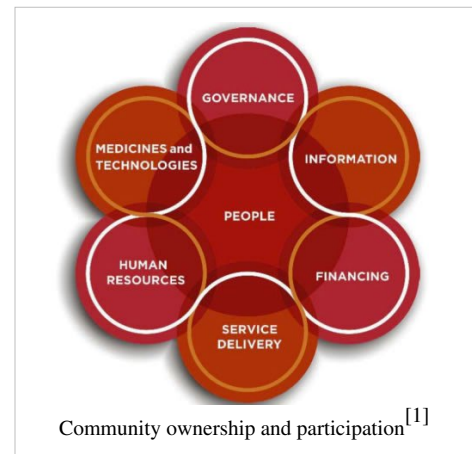 GOVERNANCE
MEDICINES and
TECHNOLOGIES
INFORMATION
PEOPLE
HUMAN
RESOURCES
FINANCING
SERVICE
DELIVERY
Community ownership and participation[1]